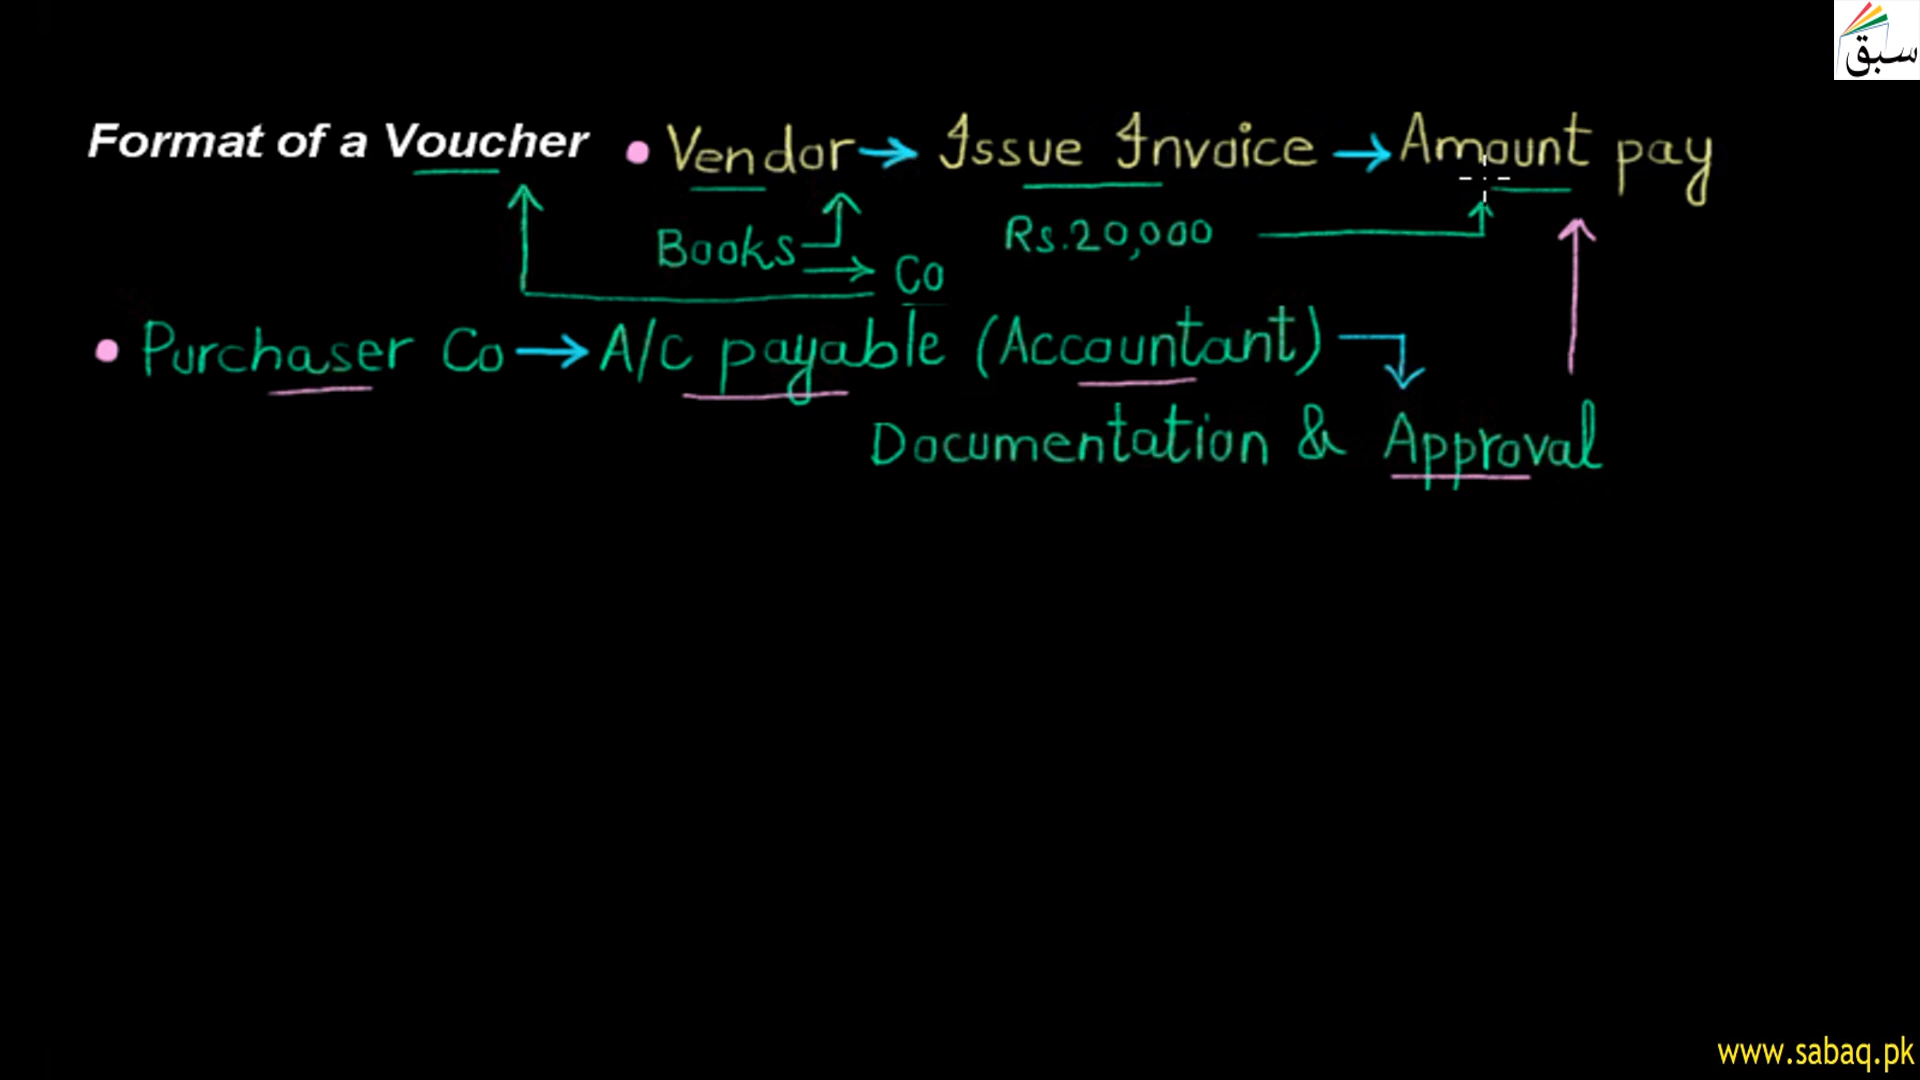 سبق
Format of a Voucher • Vendor → Issue Invoice → Amount pay
Books → Co Rs.20,000
• Purchaser Co → A/c payable (Accountant)
Documentation & Approval
www.sabaq.pk